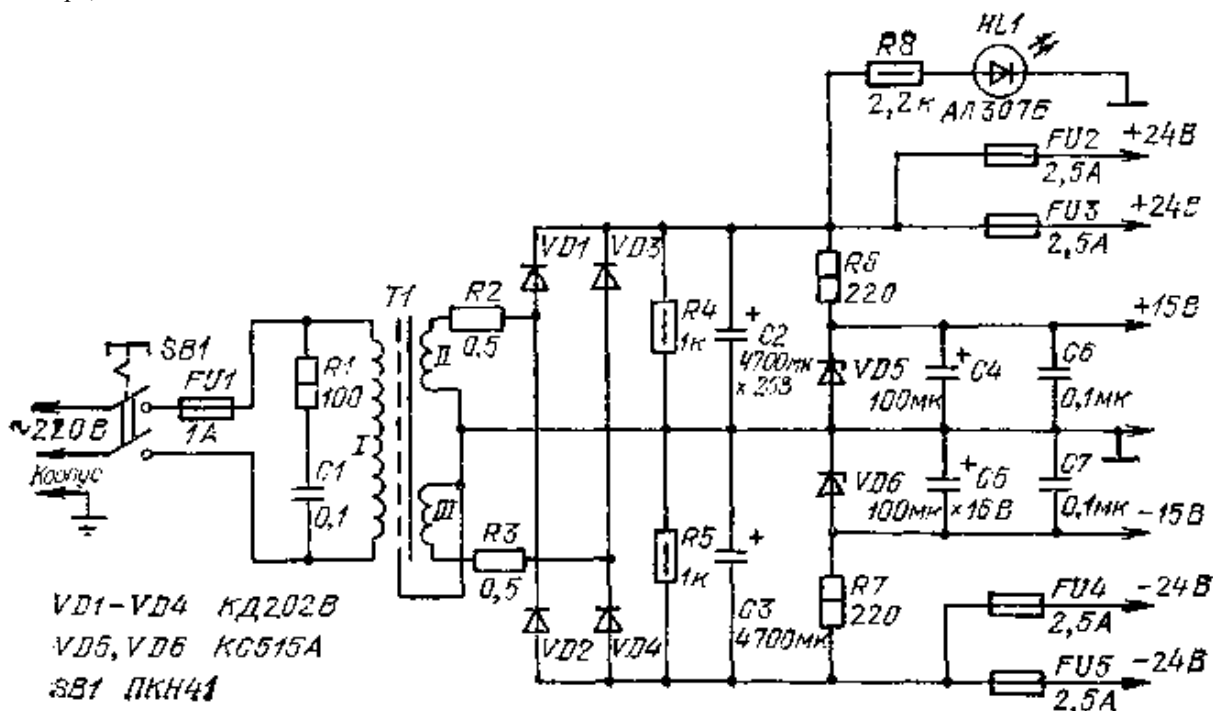 HL1
R8
2,2к
АЛ307Б
FU2
+24В
2,5А
FU3
+24В
2,5А
VD1
VD3
R6
220
T1
R2
0,5
II
R4
1к
+
C2
4700мк
×25В
+15В
SB1
FU1
1А
R1
100
VD5
100мк
+
C4
C6
0,1мк
~220В
I
Корпус
C1
0,1
III
R3
0,5
R5
1к
+
C3
4700мк
VD6
100мк
+
C5
×16В
C7
0,1мк
-15В
R7
220
FU4
-24В
2,5А
FU5
-24В
2,5А
VD2
VD4
VD1-VD4 КД202В
VD5, VD6 КС515А
SB1 ПКН41